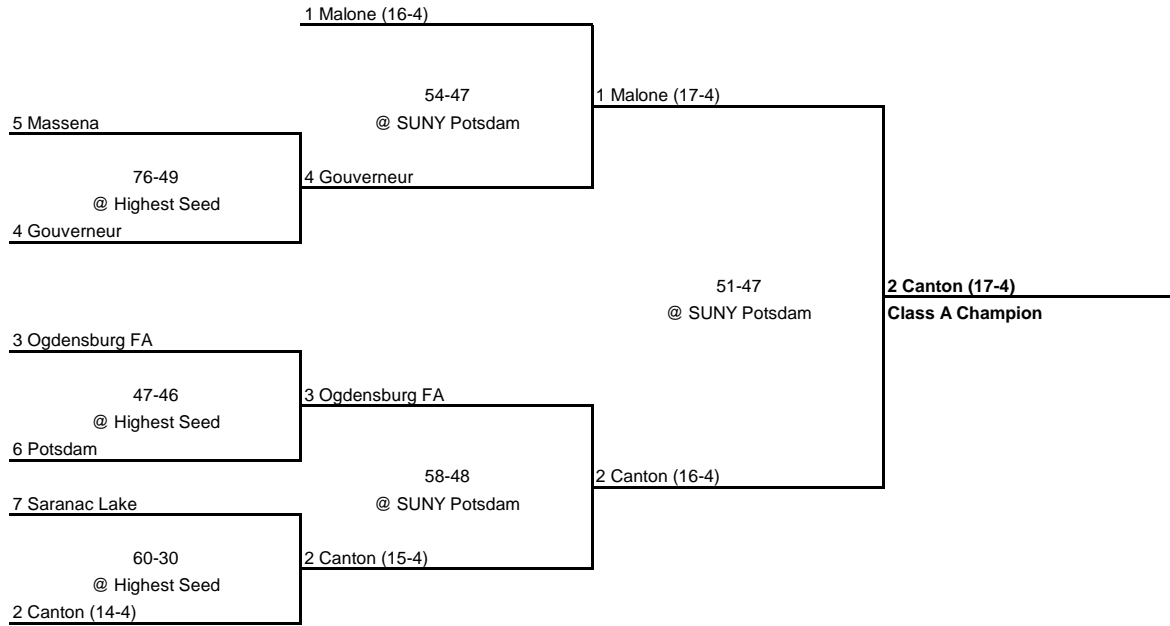 1 Malone (16-4)
54-47
1 Malone (17-4)
5 Massena
@ SUNY Potsdam
76-49
4 Gouverneur
@ Highest Seed
4 Gouverneur
51-47
2 Canton (17-4)
@ SUNY Potsdam
Class A Champion
3 Ogdensburg FA
47-46
3 Ogdensburg FA
@ Highest Seed
6 Potsdam
58-48
2 Canton (16-4)
7 Saranac Lake
@ SUNY Potsdam
60-30
2 Canton (15-4)
@ Highest Seed
2 Canton (14-4)